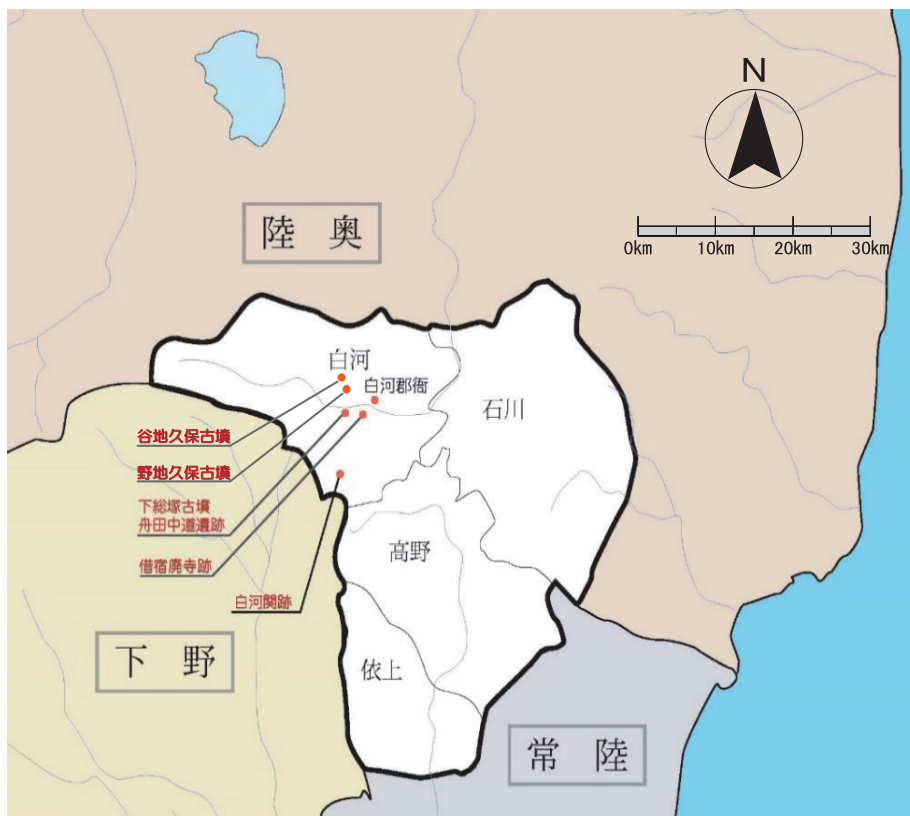 N
0km 10km 20km 30km
陸奥
白河
白河郡衙
石川
谷地久保古墳
野地久保古墳
下総塚古墳
舟田中道遺跡
借宿廃寺跡
白河関跡
高野
依上
下野
常陸